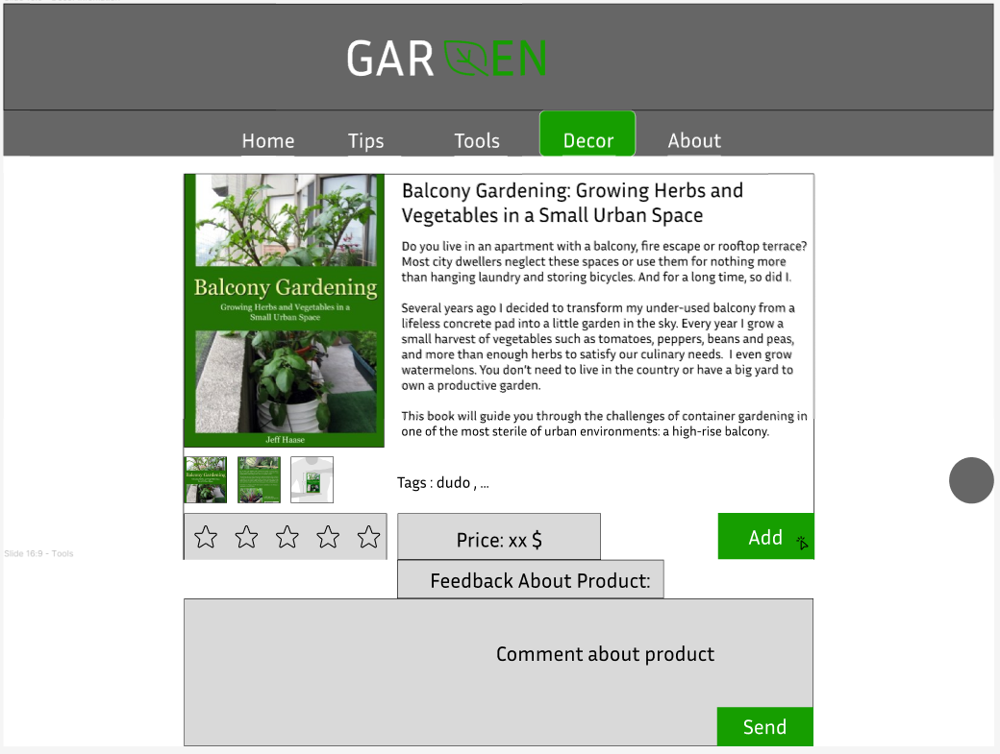 GAR EN
Home Tips Tools Decor About
Balcony Gardening: Growing Herbs and
Vegetables in a Small Urban Space
Do you live in an apartment with a balcony, fire escape or rooftop terrace?
Most city dwellers neglect these spaces or use them for nothing more
than hanging laundry and storing bicycles. And for a long time, so did I.
Several years ago I decided to transform my under-used balcony from a
lifeless concrete pad into a little garden in the sky. Every year I grow a
small harvest of vegetables such as tomatoes, peppers, beans and peas,
and more than enough herbs to satisfy our culinary needs. I even grow
watermelons. You don't need to live in the country or have a big yard to
own a productive garden.
This book will guide you through the challenges of container gardening in
one of the most sterile of urban environments: a high-rise balcony.
Balcony Gardening
Growing Herbs and Vegetables in a
Small Urban Space
Jeff Haase
Balcony Gardening
Tags : dudo , ...
Price: xx $
Add
Slide 16:9 - Tools
Feedback About Product:
Comment about product
Send